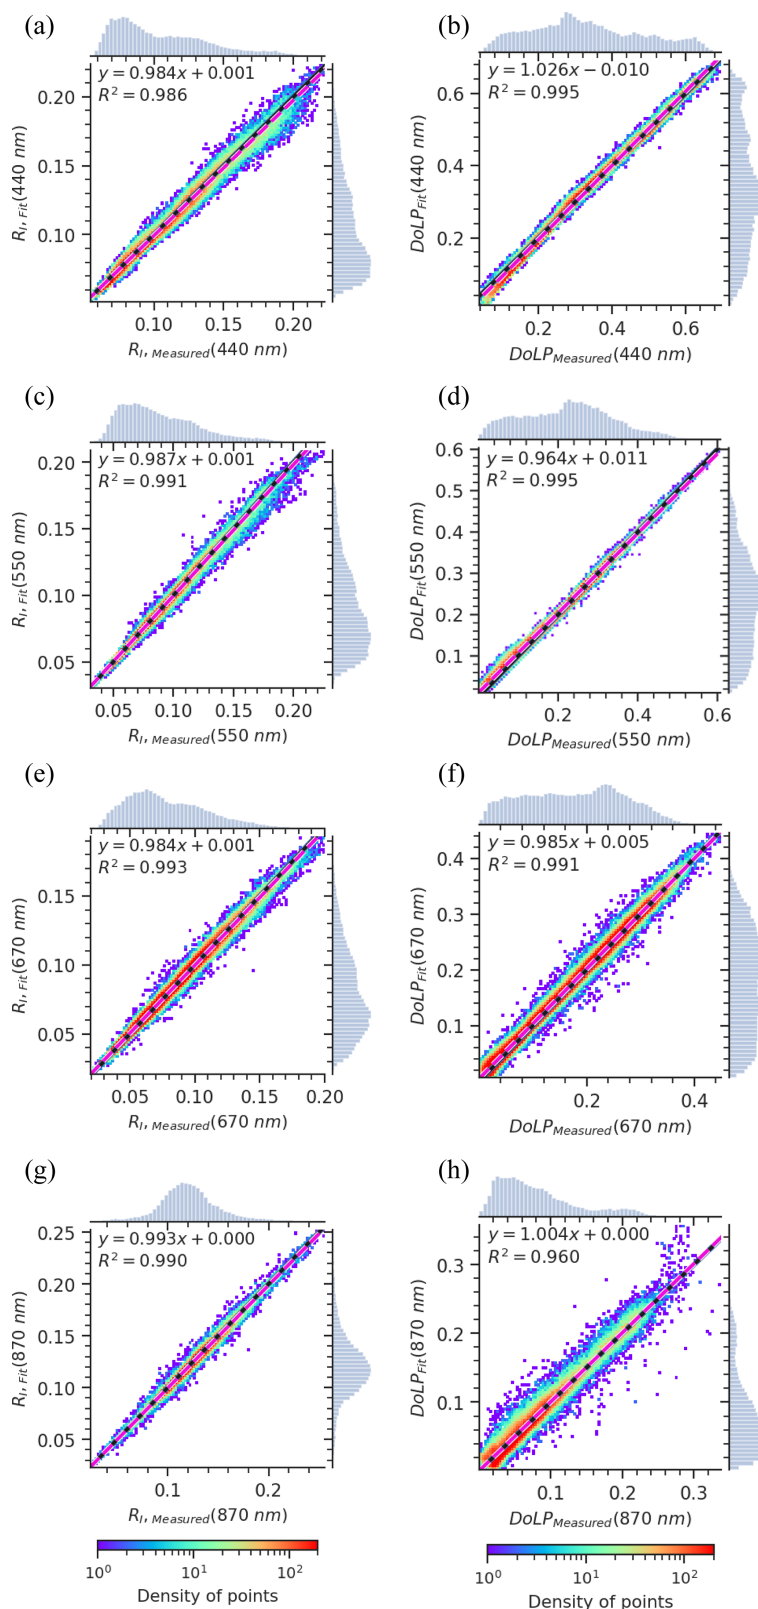 (a)
y = 0.984x + 0.001
R² = 0.986
0.20
0.15
0.10
R_I, Fit(440 nm)
0.10 0.15 0.20
R_I, Measured(440 nm)
(b)
y = 1.026x − 0.010
R² = 0.995
0.6
0.4
0.2
DoLP_Fit(440 nm)
0.2 0.4 0.6
DoLP_Measured(440 nm)
(c)
y = 0.987x + 0.001
R² = 0.991
0.20
0.15
0.10
0.05
R_I, Fit(550 nm)
0.05 0.10 0.15 0.20
R_I, Measured(550 nm)
(d)
y = 0.964x + 0.011
R² = 0.995
0.6
0.5
0.4
0.3
0.2
0.1
DoLP_Fit(550 nm)
0.2 0.4 0.6
DoLP_Measured(550 nm)
(e)
y = 0.984x + 0.001
R² = 0.993
0.15
0.10
0.05
R_I, Fit(670 nm)
0.05 0.10 0.15 0.20
R_I, Measured(670 nm)
(f)
y = 0.985x + 0.005
R² = 0.991
0.4
0.3
0.2
0.1
DoLP_Fit(670 nm)
0.2 0.4
DoLP_Measured(670 nm)
(g)
y = 0.993x + 0.000
R² = 0.990
0.25
0.20
0.15
0.10
0.05
R_I, Fit(870 nm)
0.1 0.2
R_I, Measured(870 nm)
(h)
y = 1.004x + 0.000
R² = 0.960
0.3
0.2
0.1
DoLP_Fit(870 nm)
0.1 0.2 0.3
DoLP_Measured(870 nm)
10⁰ 10¹ 10²
Density of points
10⁰ 10¹ 10²
Density of points